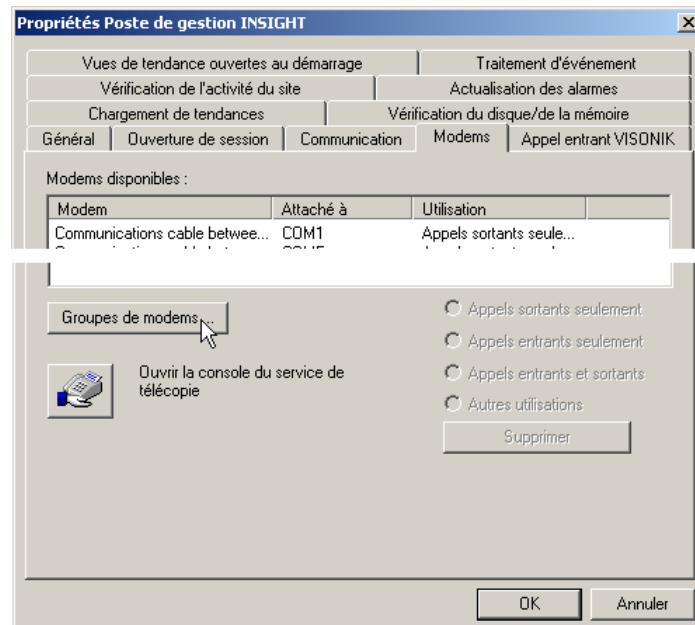 Propriétés Poste de gestion INSIGHT
Vues de tendance ouvertes au démarrage
Traitement d'événement
Vérification de l'activité du site
Actualisation des alarmes
Chargement de tendances
Vérification du disque/de la mémoire
Général
Ouverture de session
Communication
Modems
Appel entrant VISONIK
Modems disponibles :
Modem Attaché à Utilisation
Communications cable betwee... COM1 Appels sortants seule...
Groupes de modems...
Appels sortants seulement
Appels entrants seulement
Ouvrir la console du service de
télécopie
Appels entrants et sortants
Autres utilisations
Supprimer
OK
Annuler